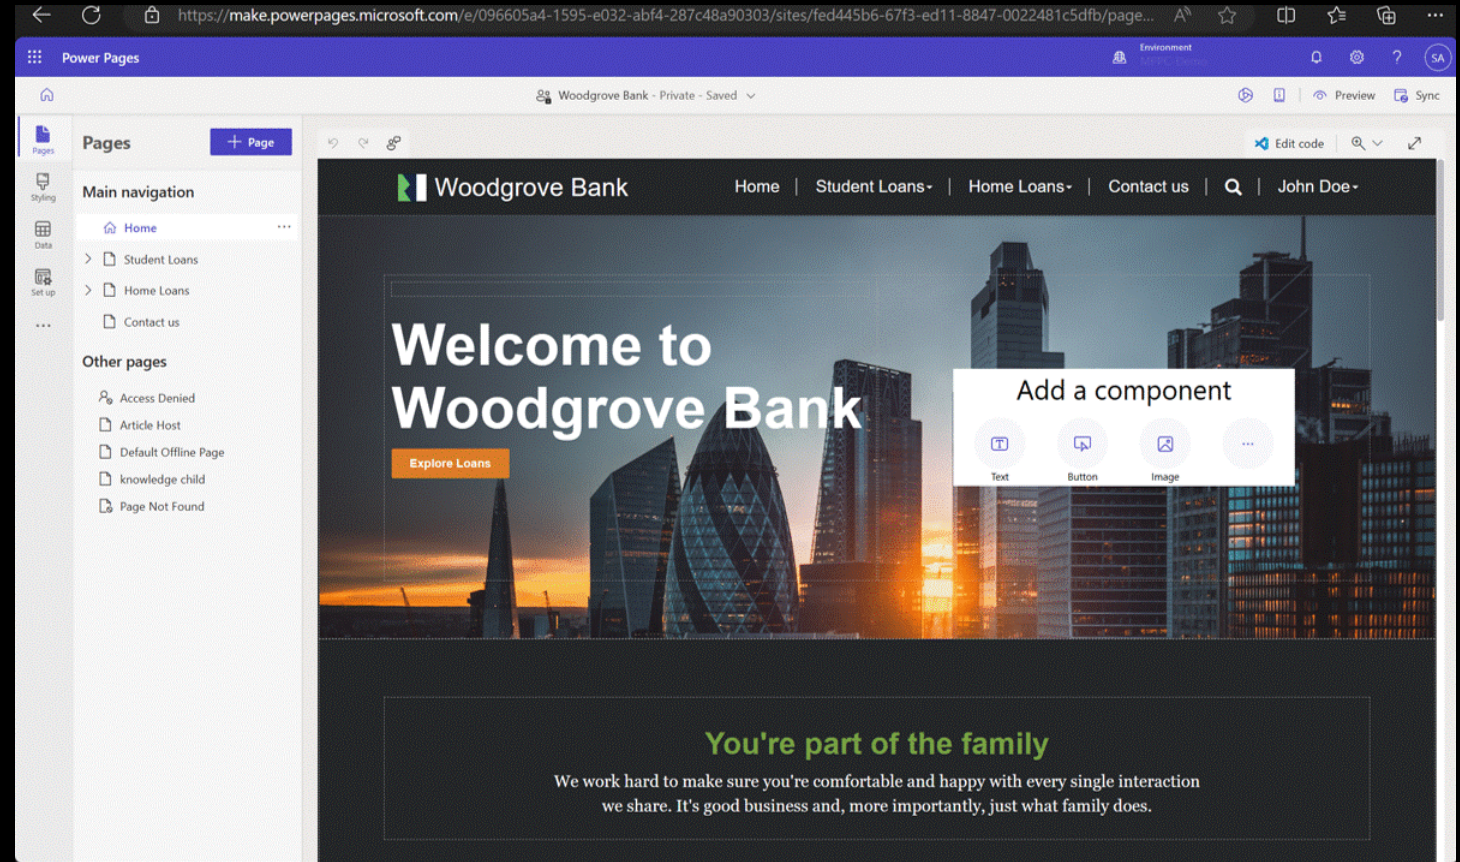 https://make.powerpages.microsoft.com/e/096605a4-1595-e032-abf4-287c48a90303/sites/fed445b6-67f3-ed11-8847-0022481c5dfb/page...
Power Pages
Environment
SA
Woodgrove Bank - Private - Saved
Preview
Sync
Pages
Styling
Data
Set up
Pages
+ Page
Main navigation
Home
Student Loans
Home Loans
Contact us
Other pages
Access Denied
Article Host
Default Offline Page
knowledge child
Page Not Found
Edit code
Woodgrove Bank
Home | Student Loans | Home Loans | Contact us | | John Doe
Welcome to
Woodgrove Bank
Explore Loans
Add a component
Text
Button
Image
You're part of the family
We work hard to make sure you're comfortable and happy with every single interaction
we share. It's good business and, more importantly, just what family does.